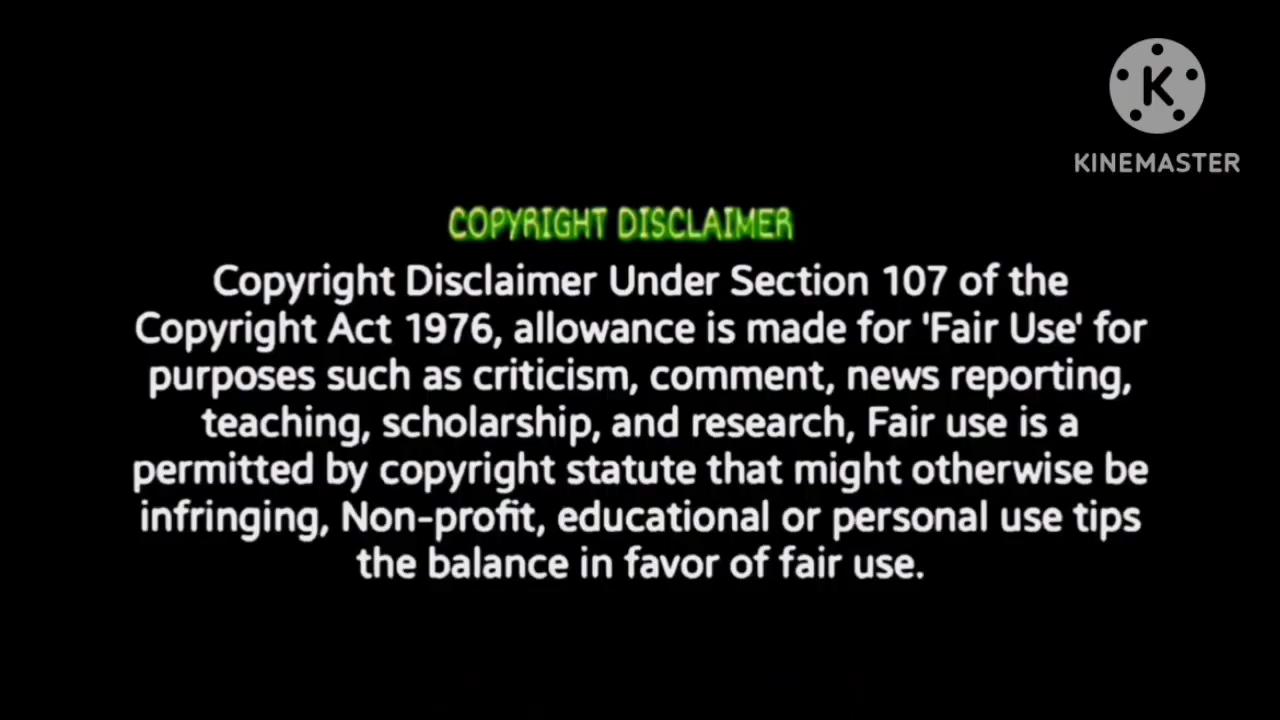 K
KINEMASTER
COPYRIGHT DISCLAIMER
Copyright Disclaimer Under Section 107 of the
Copyright Act 1976, allowance is made for 'Fair Use' for
purposes such as criticism, comment, news reporting,
teaching, scholarship, and research, Fair use is a
permitted by copyright statute that might otherwise be
infringing, Non-profit, educational or personal use tips
the balance in favor of fair use.